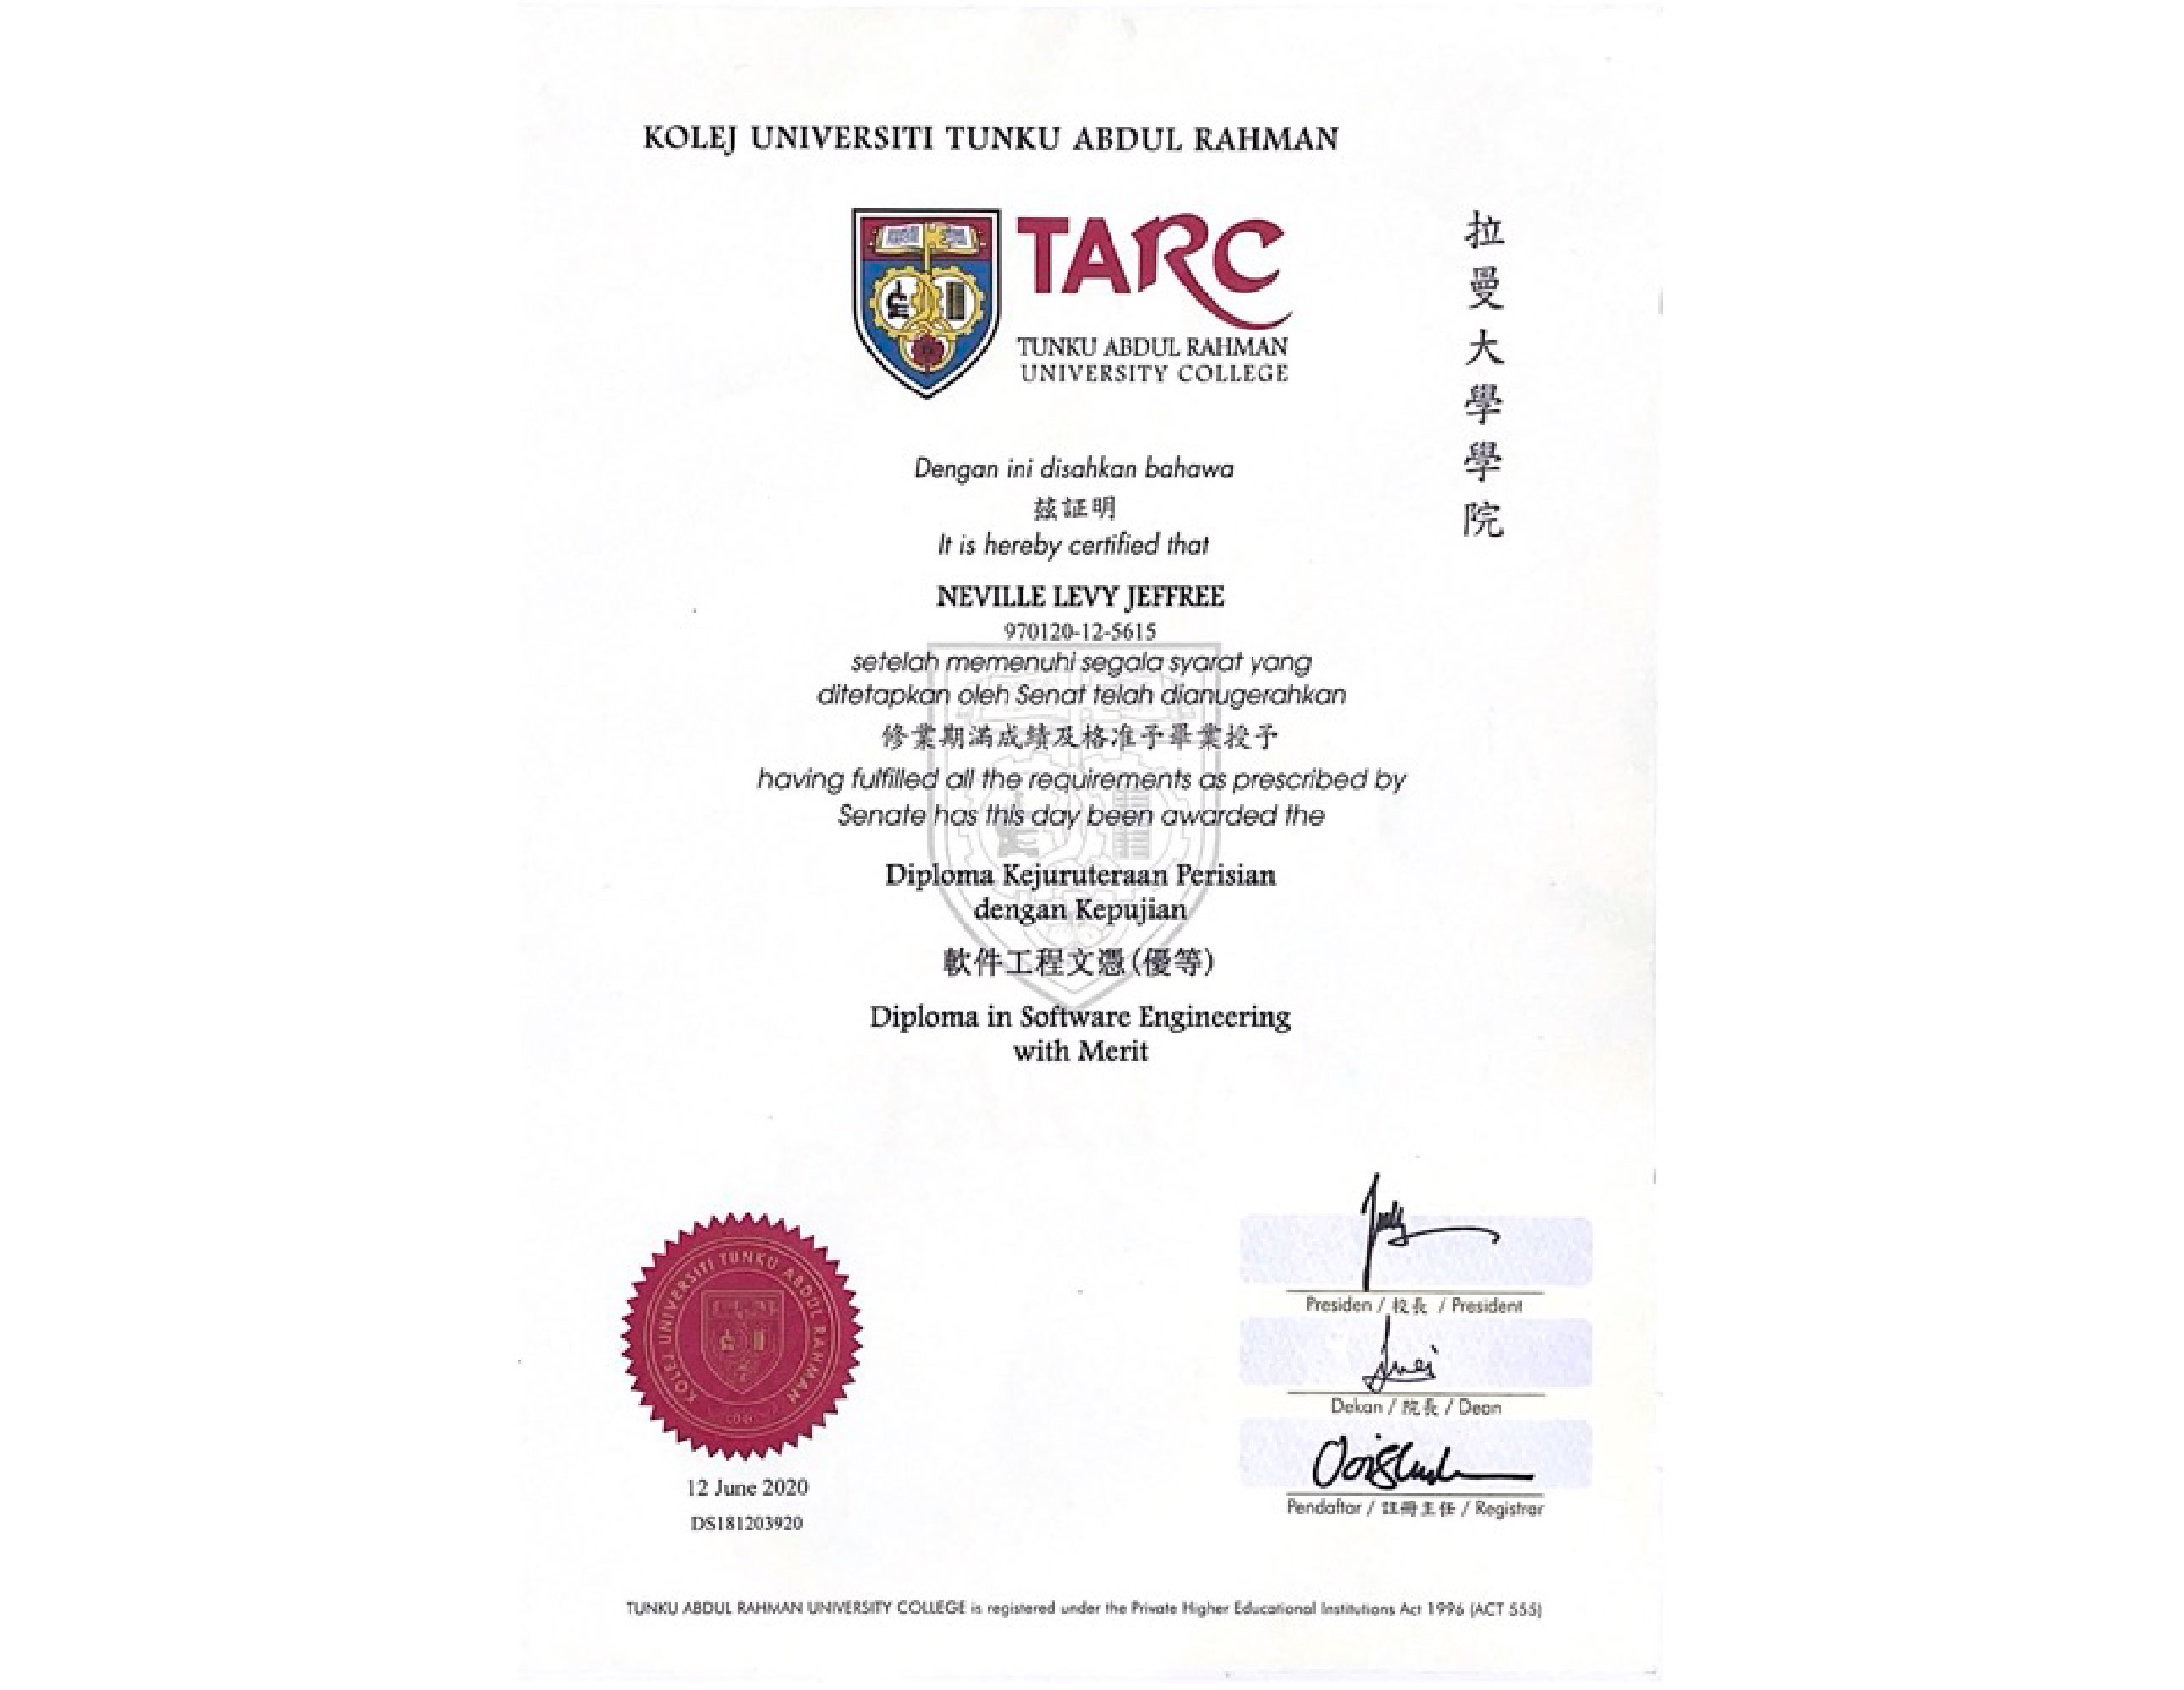 KOLEJ UNIVERSITI TUNKU ABDUL RAHMAN
TARC
TUNKU ABDUL RAHMAN
UNIVERSITY COLLEGE
拉曼大學學院
Dengan ini disahkan bahawa
茲証明
It is hereby certified that
NEVILLE LEVY JEFFREE
970120-12-5615
setelah memenuhi segala syarat yang
ditetapkan oleh Senat telah dianugerahkan
修業期滿成績及格准予畢業授予
having fulfilled all the requirements as prescribed by
Senate has this day been awarded the
Diploma Kejuruteraan Perisian
dengan Kepujian
軟件工程文憑(優等)
Diploma in Software Engineering
with Merit
KOLEJ UNIVERSITI TUNKU ABDUL RAHMAN
12 June 2020
DS181203920
Presiden / 校長 / President
Dekan / 院長 / Dean
Pendaftar / 註冊主任 / Registrar
TUNKU ABDUL RAHMAN UNIVERSITY COLLEGE is registered under the Private Higher Educational Institutions Act 1996 (ACT 555)